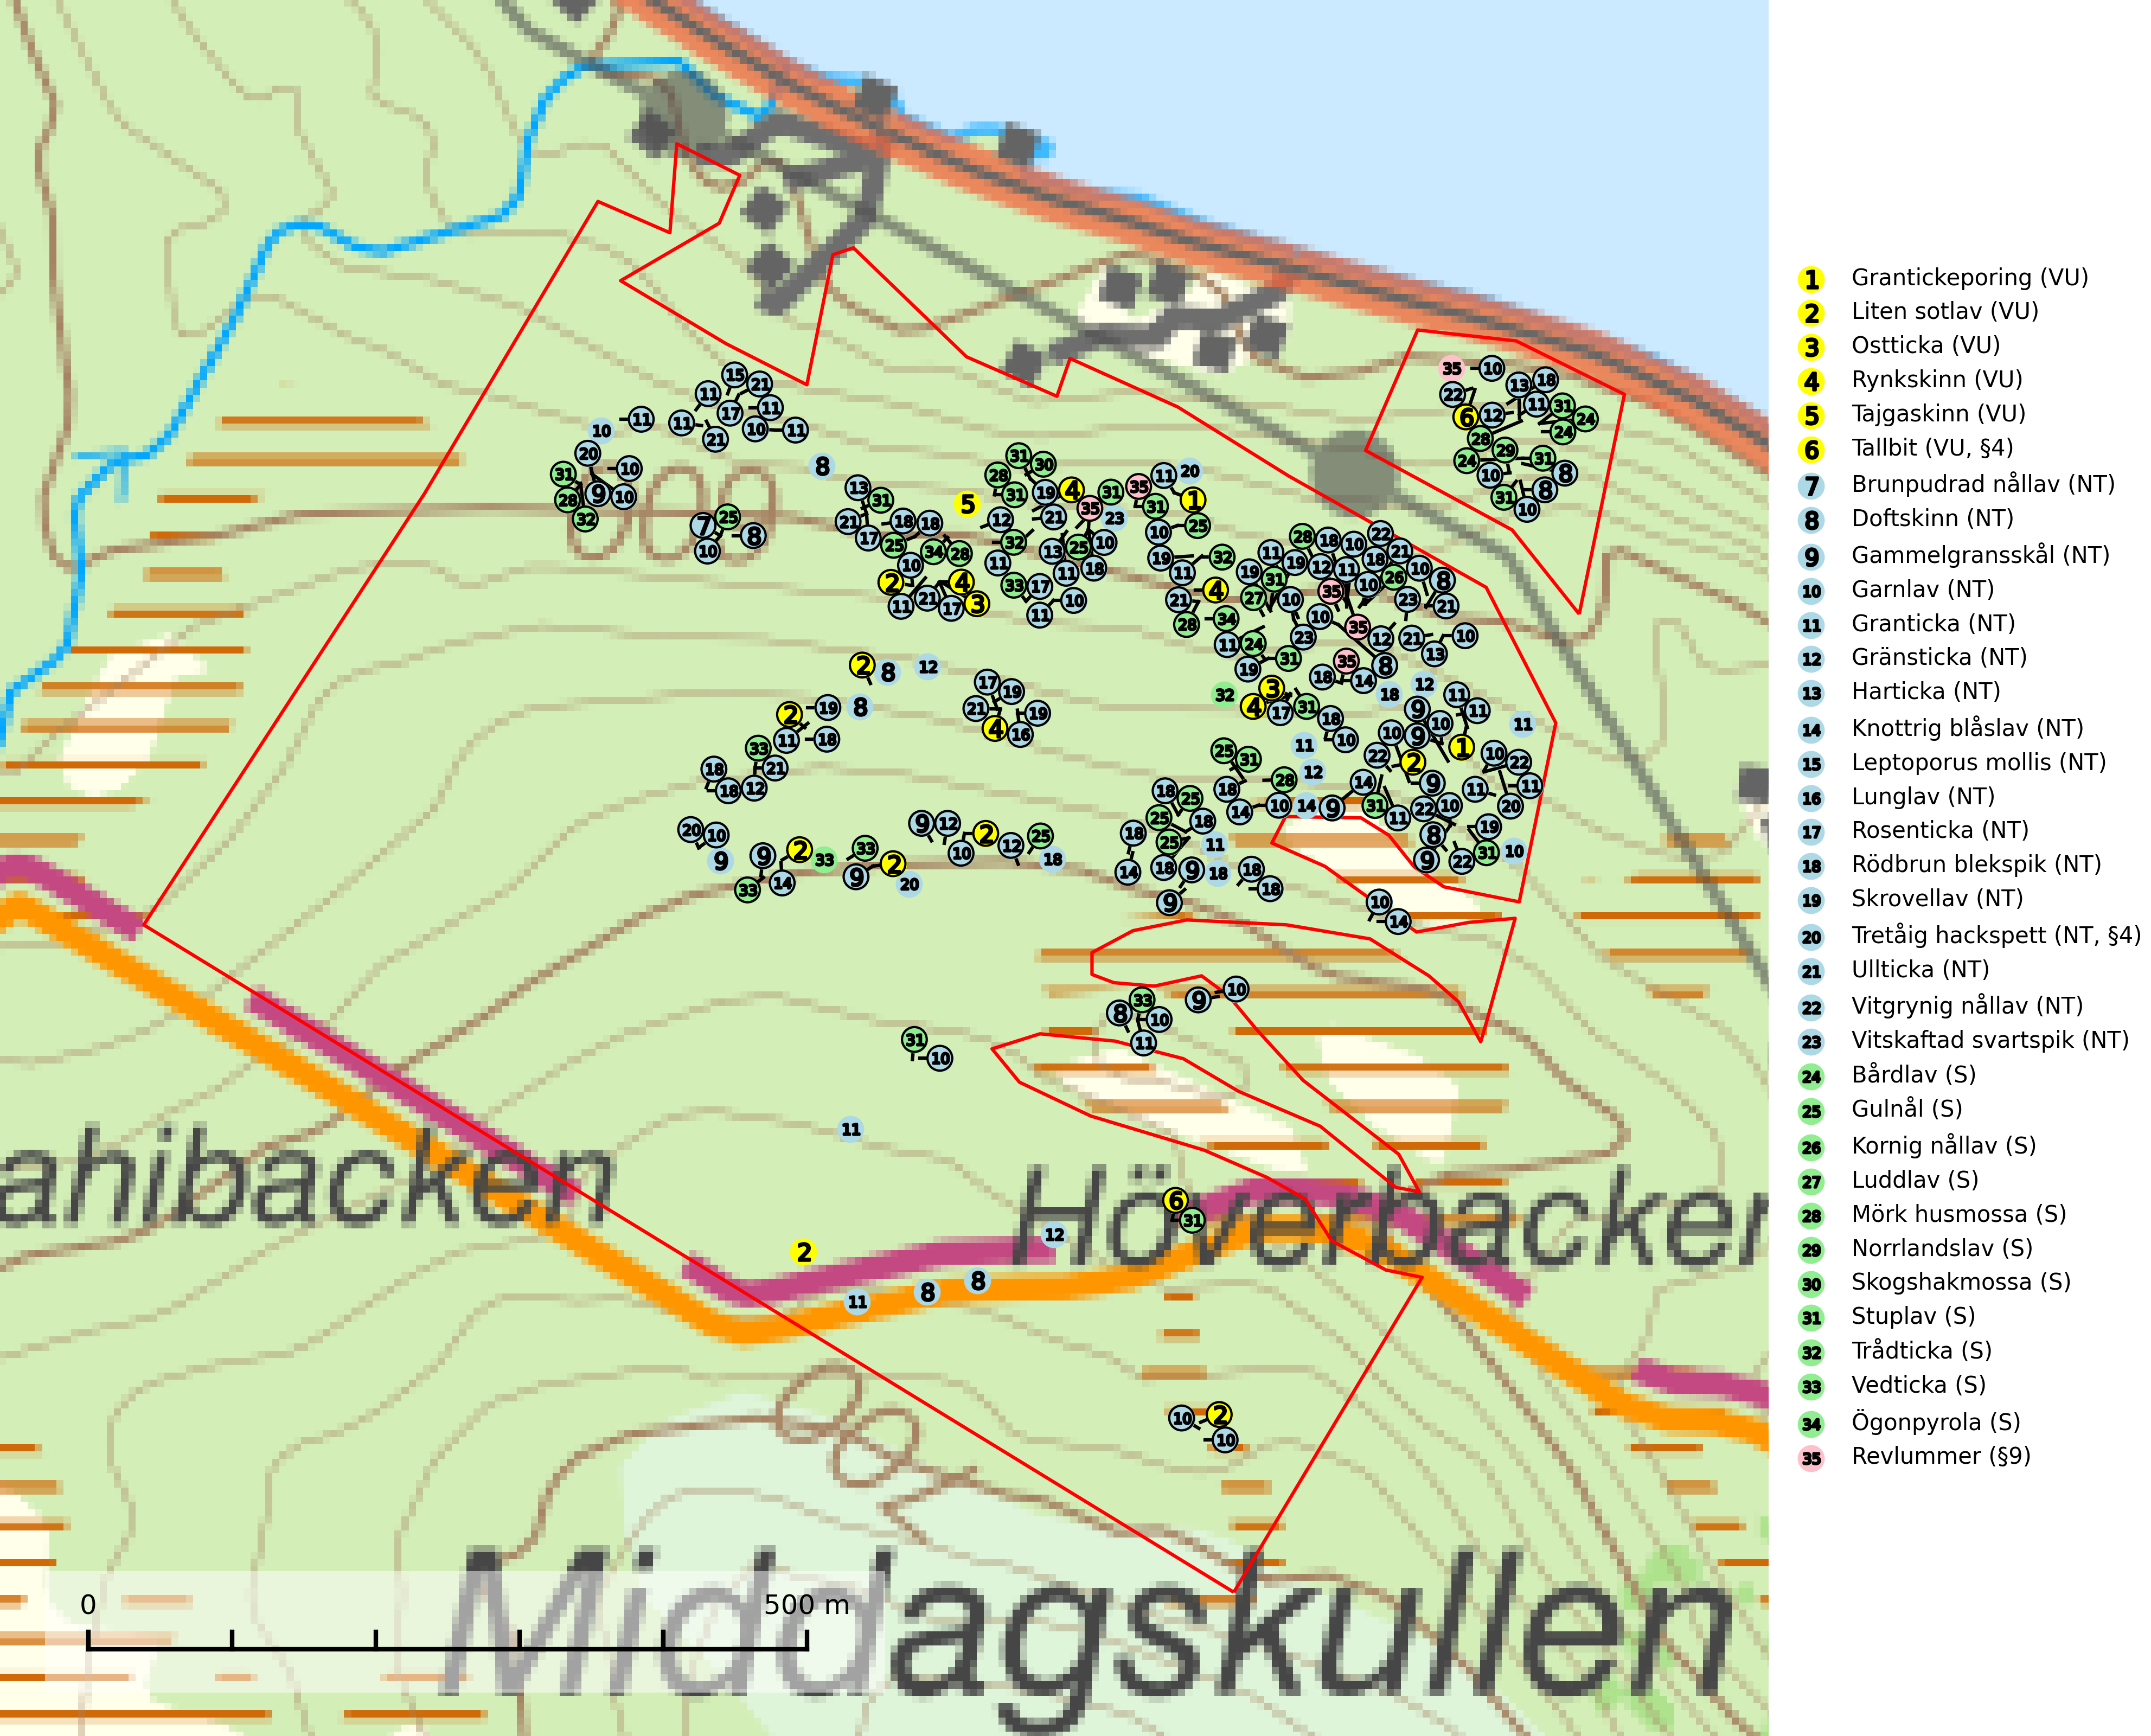 ahibacken
Höverbacken
Middagskullen
0 500 m
1 Grantickeporing (VU)
2 Liten sotlav (VU)
3 Ostticka (VU)
4 Rynkskinn (VU)
5 Tajgaskinn (VU)
6 Tallbit (VU, §4)
7 Brunpudrad nållav (NT)
8 Doftskinn (NT)
9 Gammelgransskål (NT)
10 Garnlav (NT)
11 Granticka (NT)
12 Gränsticka (NT)
13 Harticka (NT)
14 Knottrig blåslav (NT)
15 Leptoporus mollis (NT)
16 Lunglav (NT)
17 Rosenticka (NT)
18 Rödbrun blekspik (NT)
19 Skrovellav (NT)
20 Tretåig hackspett (NT, §4)
21 Ullticka (NT)
22 Vitgrynig nållav (NT)
23 Vitskaftad svartspik (NT)
24 Bårdlav (S)
25 Gulnål (S)
26 Kornig nållav (S)
27 Luddlav (S)
28 Mörk husmossa (S)
29 Norrlandslav (S)
30 Skogshakmossa (S)
31 Stuplav (S)
32 Trådticka (S)
33 Vedticka (S)
34 Ögonpyrola (S)
35 Revlummer (§9)